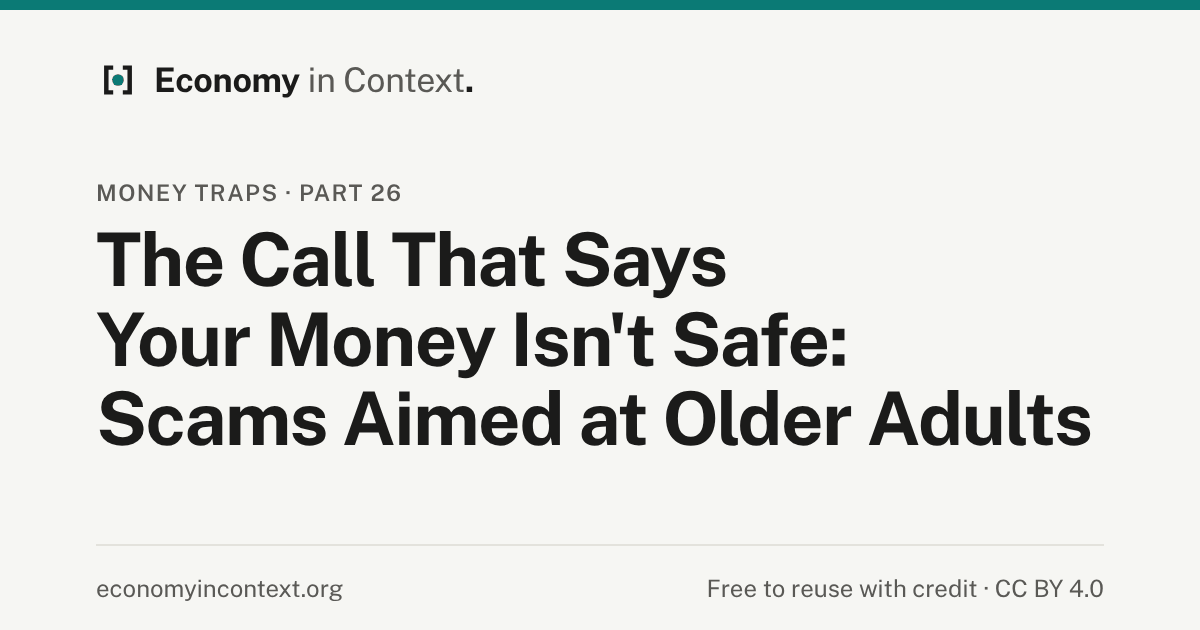 Economy in Context.
MONEY TRAPS · PART 26
The Call That Says
Your Money Isn't Safe:
Scams Aimed at Older Adults
economyincontext.org
Free to reuse with credit · CC BY 4.0